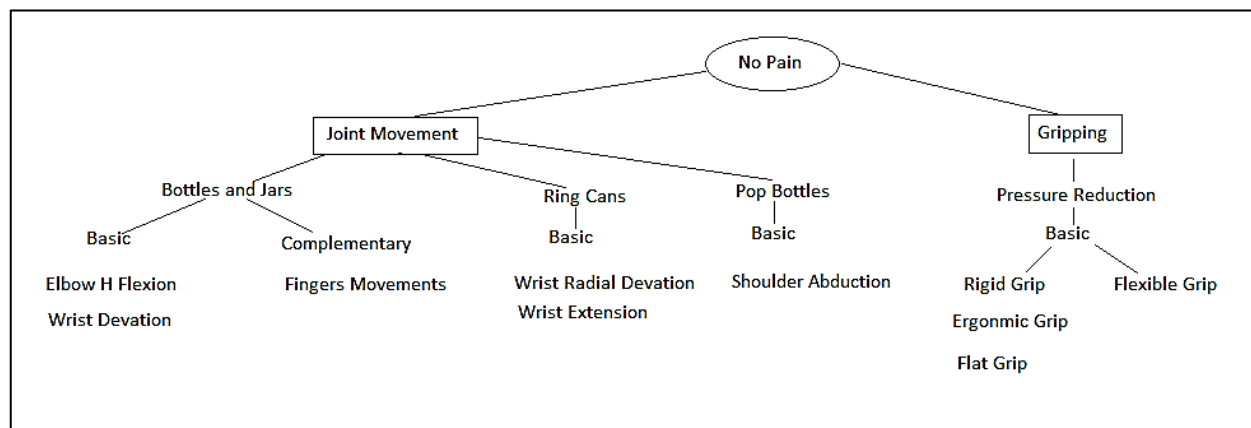 No Pain
Joint Movement
Gripping
Bottles and Jars
Ring Cans
Pop Bottles
Pressure Reduction
Basic
Complementary
Basic
Basic
Basic
Elbow H Flexion
Fingers Movements
Wrist Radial Devation
Shoulder Abduction
Rigid Grip
Flexible Grip
Wrist Devation
Wrist Extension
Ergonmic Grip
Flat Grip